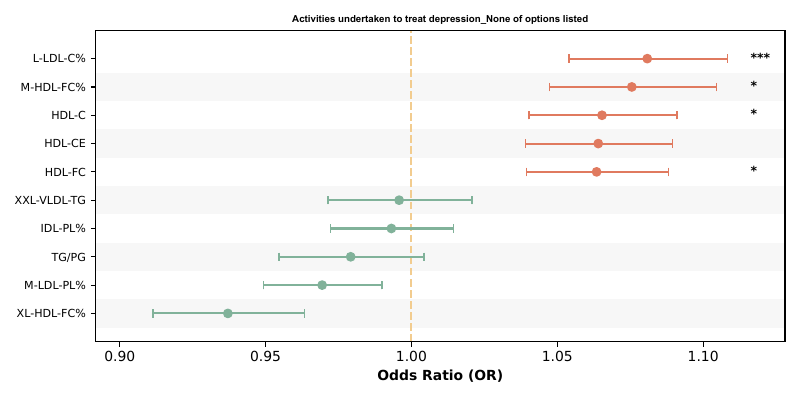 Activities undertaken to treat depression_None of options listed
L-LDL-C% ***
M-HDL-FC% *
HDL-C *
HDL-CE
HDL-FC *
XXL-VLDL-TG
IDL-PL%
TG/PG
M-LDL-PL%
XL-HDL-FC%
0.90 0.95 1.00 1.05 1.10
Odds Ratio (OR)